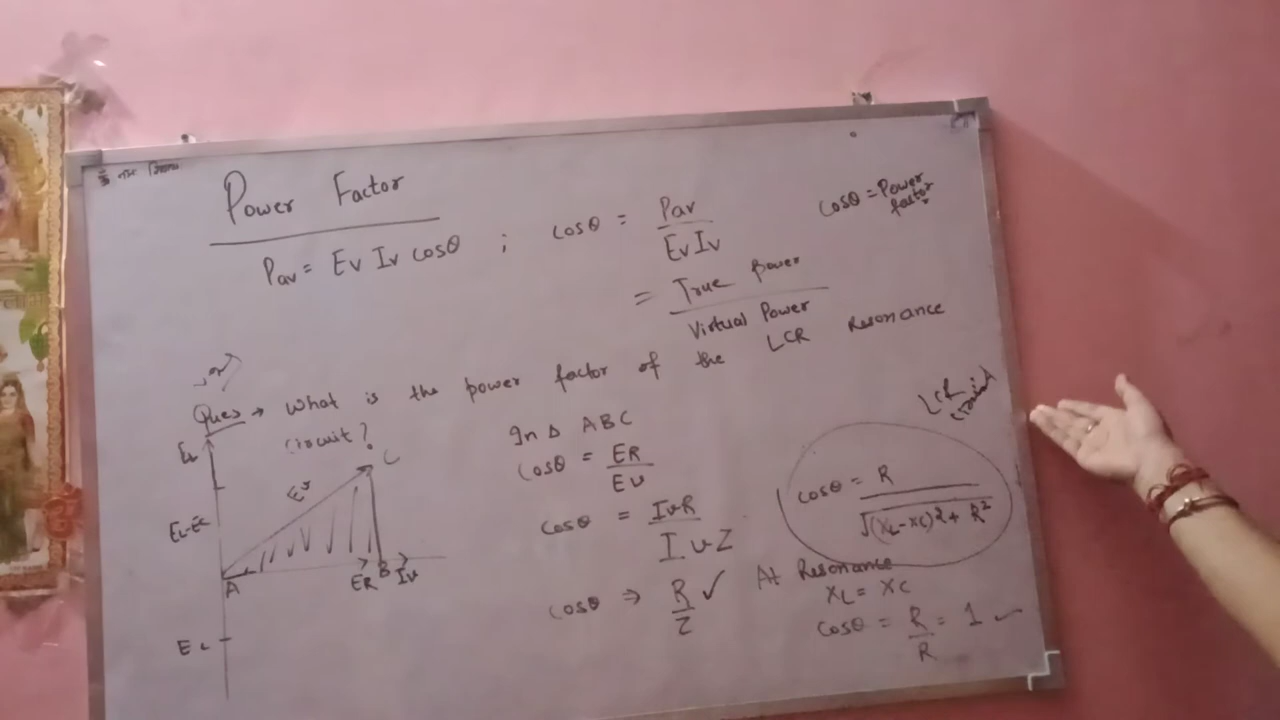 Power Factor
Pav = Ev Iv cosθ ; cosθ = Pav / Ev Iv
cosθ = Power factor
= True Power / Virtual Power
Ques → What is the power factor of the LCR Resonance
circuit?
In Δ ABC
cosθ = ER / Ev
cosθ = IvR / IvZ
cosθ ⇒ R / Z ✓
LCR circuit
cosθ = R / √(XL-XC)2 + R2
At Resonance
XL = XC
cosθ = R / R = 1 ✓
EL
EL-EC
Ev
C
A
ER
B
Iv